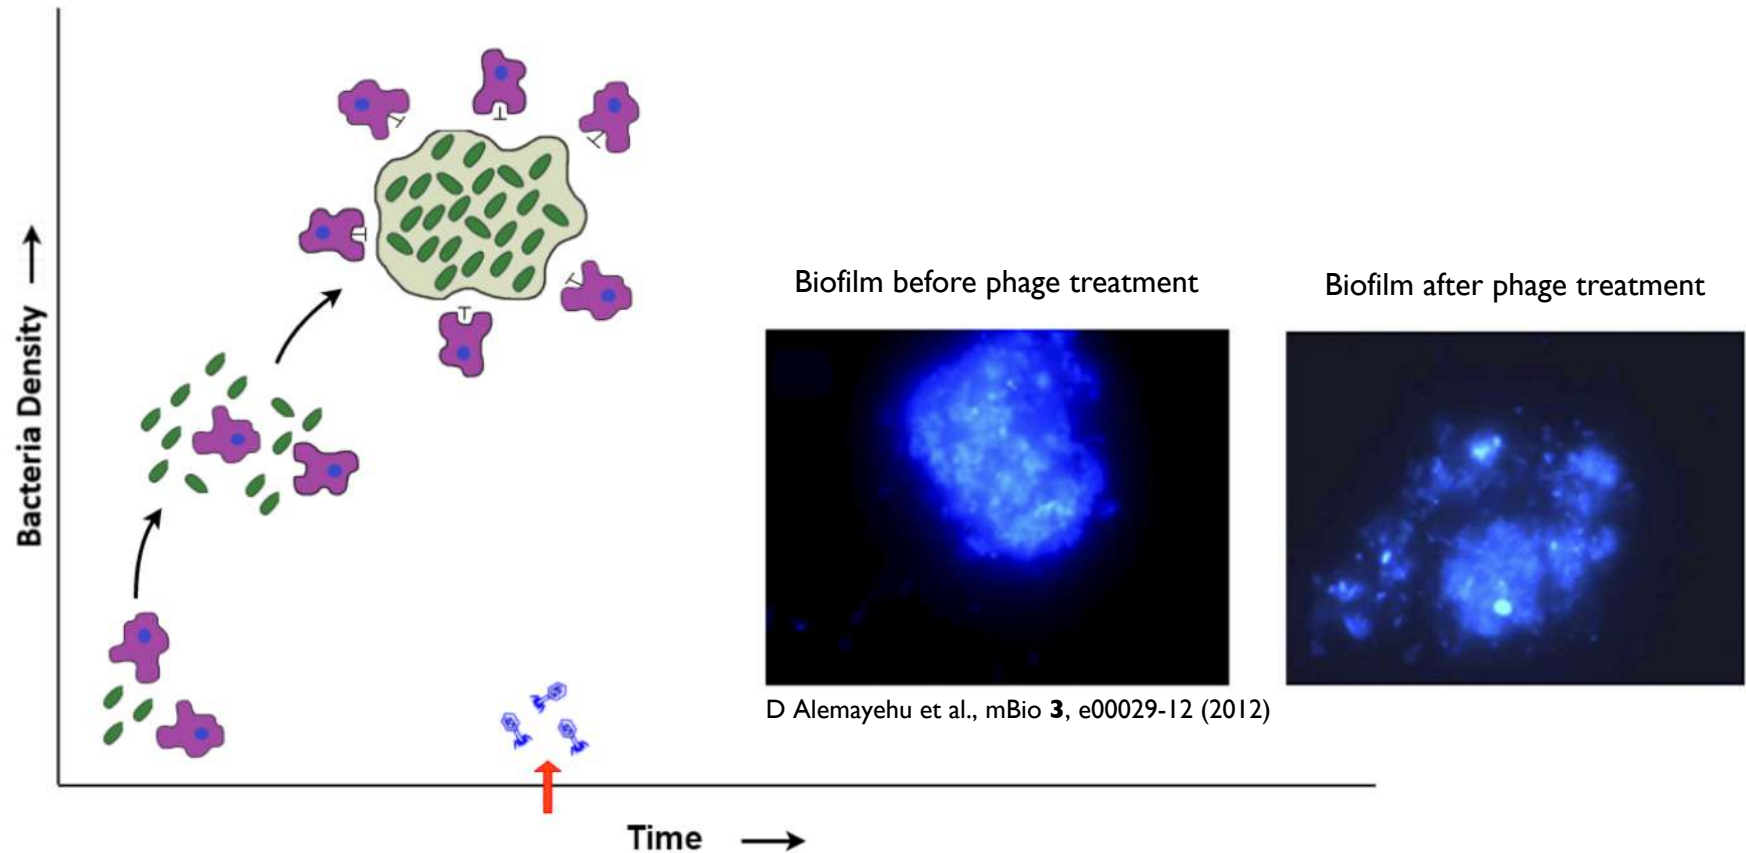 Bacteria Density
Biofilm before phage treatment
Biofilm after phage treatment
D Alemayehu et al., mBio 3, e00029-12 (2012)
Time